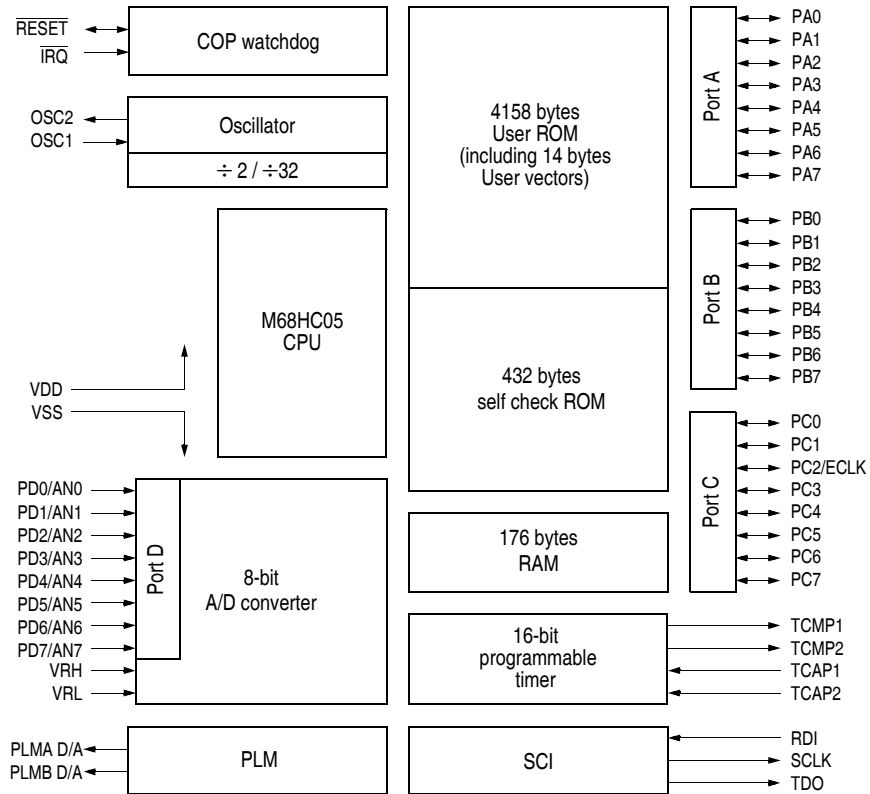 RESET
IRQ
COP watchdog
OSC2
OSC1
Oscillator
÷ 2 / ÷32
4158 bytes
User ROM
(including 14 bytes
User vectors)
Port A
PA0
PA1
PA2
PA3
PA4
PA5
PA6
PA7
M68HC05
CPU
VDD
VSS
432 bytes
self check ROM
Port B
PB0
PB1
PB2
PB3
PB4
PB5
PB6
PB7
Port C
PC0
PC1
PC2/ECLK
PC3
PC4
PC5
PC6
PC7
PD0/AN0
PD1/AN1
PD2/AN2
PD3/AN3
PD4/AN4
PD5/AN5
PD6/AN6
PD7/AN7
VRH
VRL
Port D
8-bit
A/D converter
176 bytes
RAM
16-bit
programmable
timer
TCMP1
TCMP2
TCAP1
TCAP2
PLMA D/A
PLMB D/A
PLM
SCI
RDI
SCLK
TDO